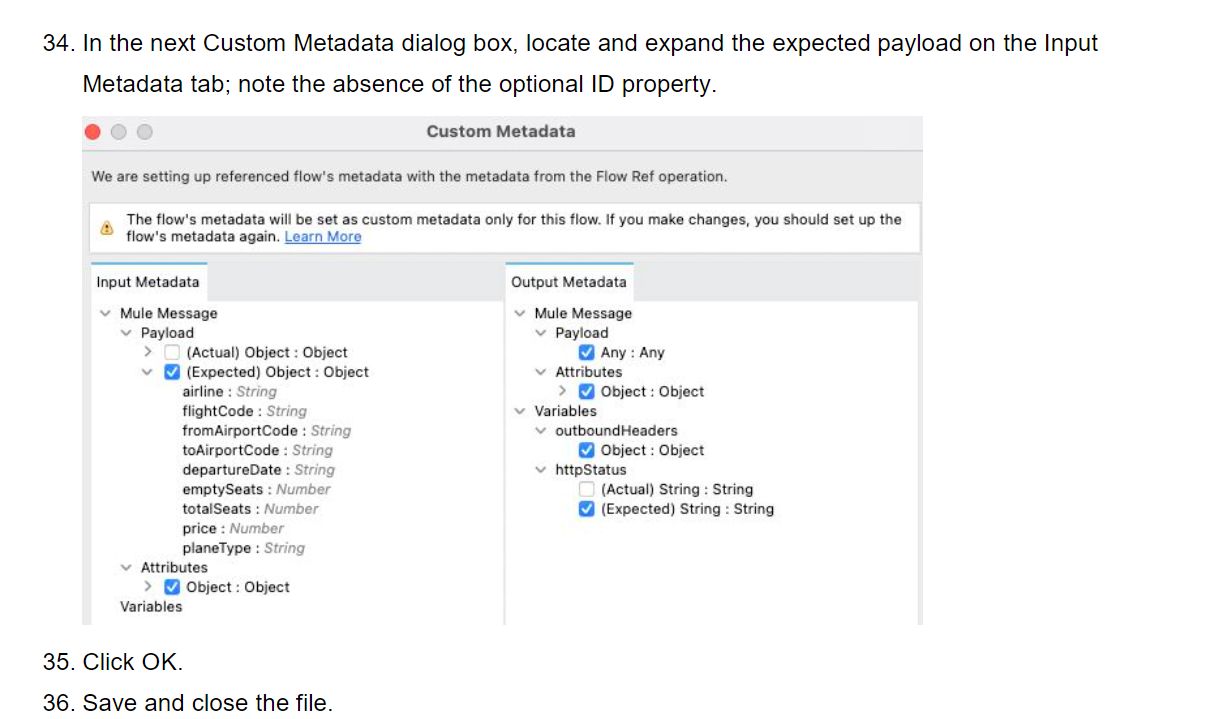 34. In the next Custom Metadata dialog box, locate and expand the expected payload on the Input
Metadata tab; note the absence of the optional ID property.
Custom Metadata
We are setting up referenced flow's metadata with the metadata from the Flow Ref operation.
The flow's metadata will be set as custom metadata only for this flow. If you make changes, you should set up the
flow's metadata again. Learn More
Input Metadata
Mule Message
Payload
(Actual) Object : Object
(Expected) Object : Object
airline : String
flightCode : String
fromAirportCode : String
toAirportCode : String
departureDate : String
emptySeats : Number
totalSeats : Number
price : Number
planeType : String
Attributes
Object : Object
Variables
Output Metadata
Mule Message
Payload
Any : Any
Attributes
Object : Object
Variables
outboundHeaders
Object : Object
httpStatus
(Actual) String : String
(Expected) String : String
35. Click OK.
36. Save and close the file.